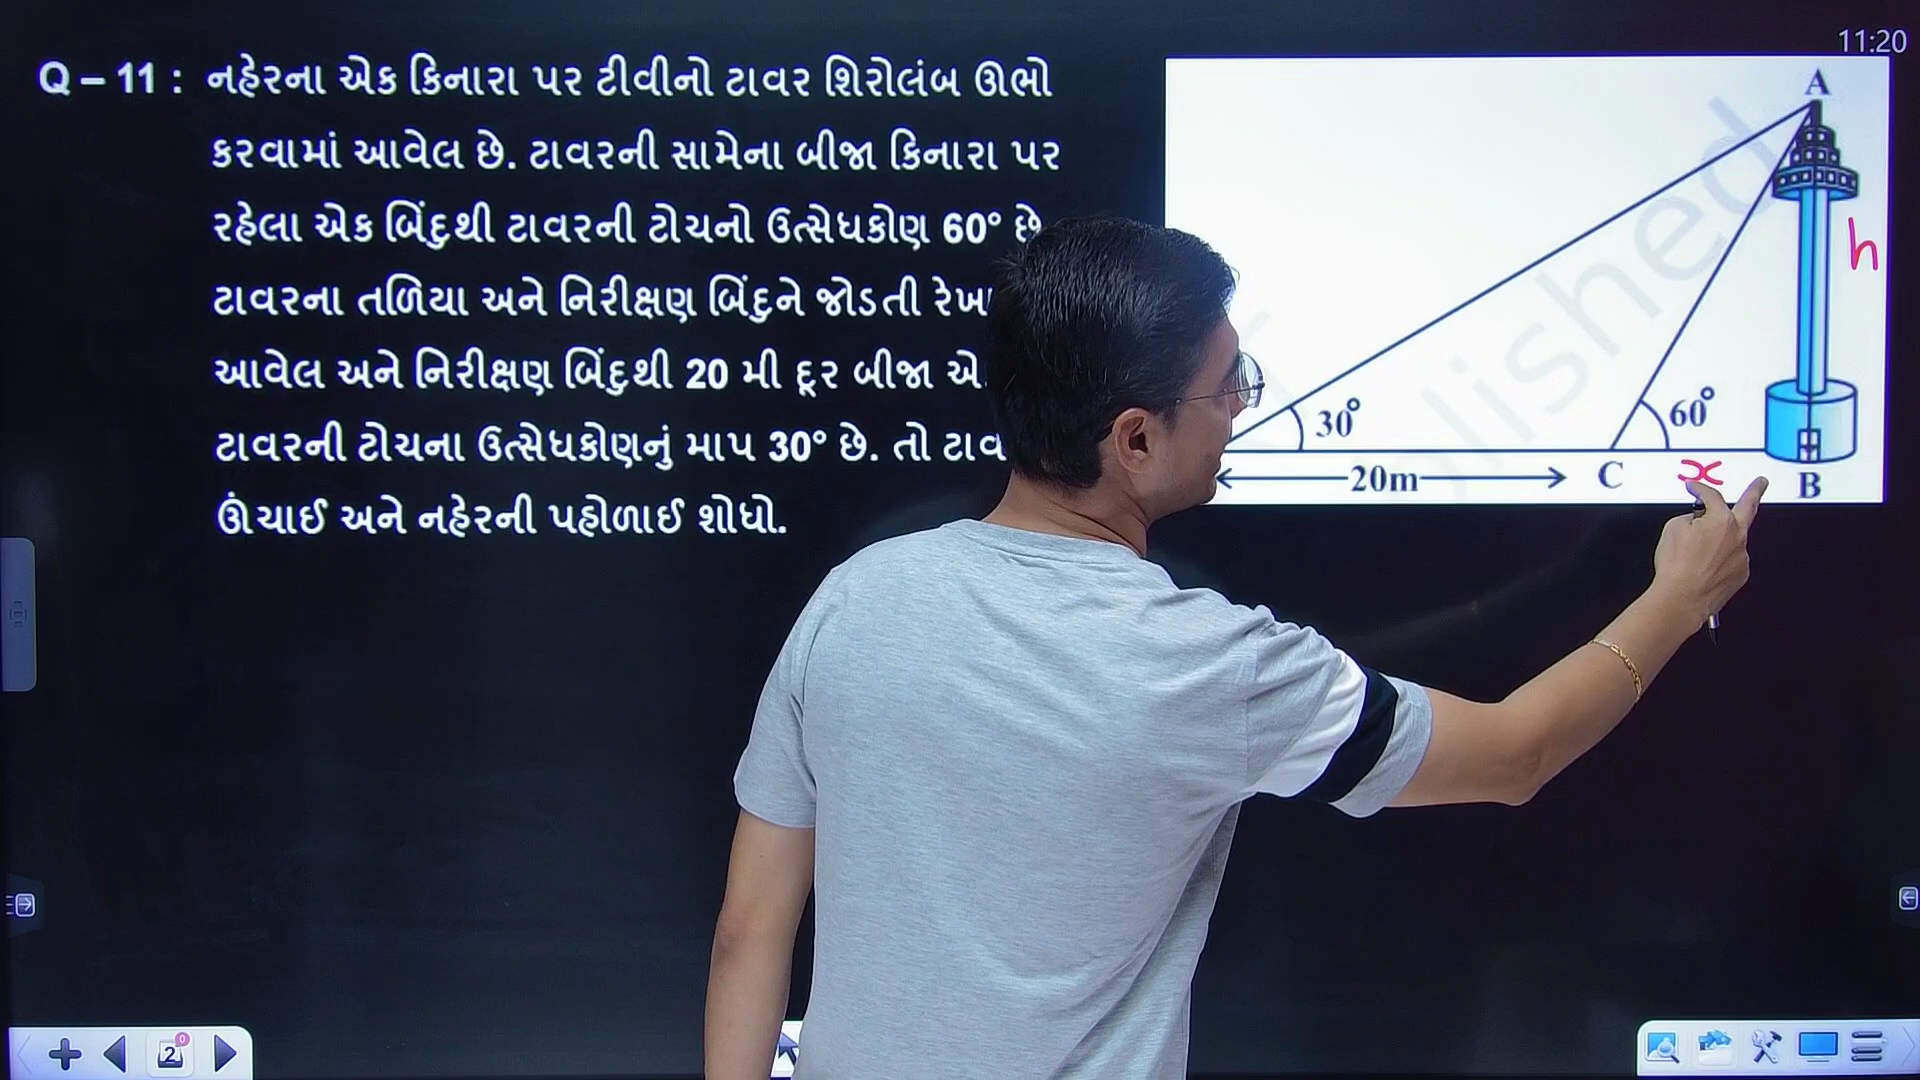 11:20
Q – 11 : નહેરના એક કિનારા પર ટીવીનો ટાવર શિરોલંબ ઊભો
કરવામાં આવેલ છે. ટાવરની સામેના બીજા કિનારા પર
રહેલા એક બિંદુથી ટાવરની ટોચનો ઉત્સેધકોણ 60° છે
ટાવરના તળિયા અને નિરીક્ષણ બિંદુને જોડતી
આવેલ અને નિરીક્ષણ બિંદુથી 20 મી દૂર બીજા
ટાવરની ટોચના ઉત્સેધકોણનું માપ 30° છે. તો
ઊંચાઈ અને નહેરની પહોળાઈ શોધો.
A
h
30°
60°
20m
C
x
B
2
0